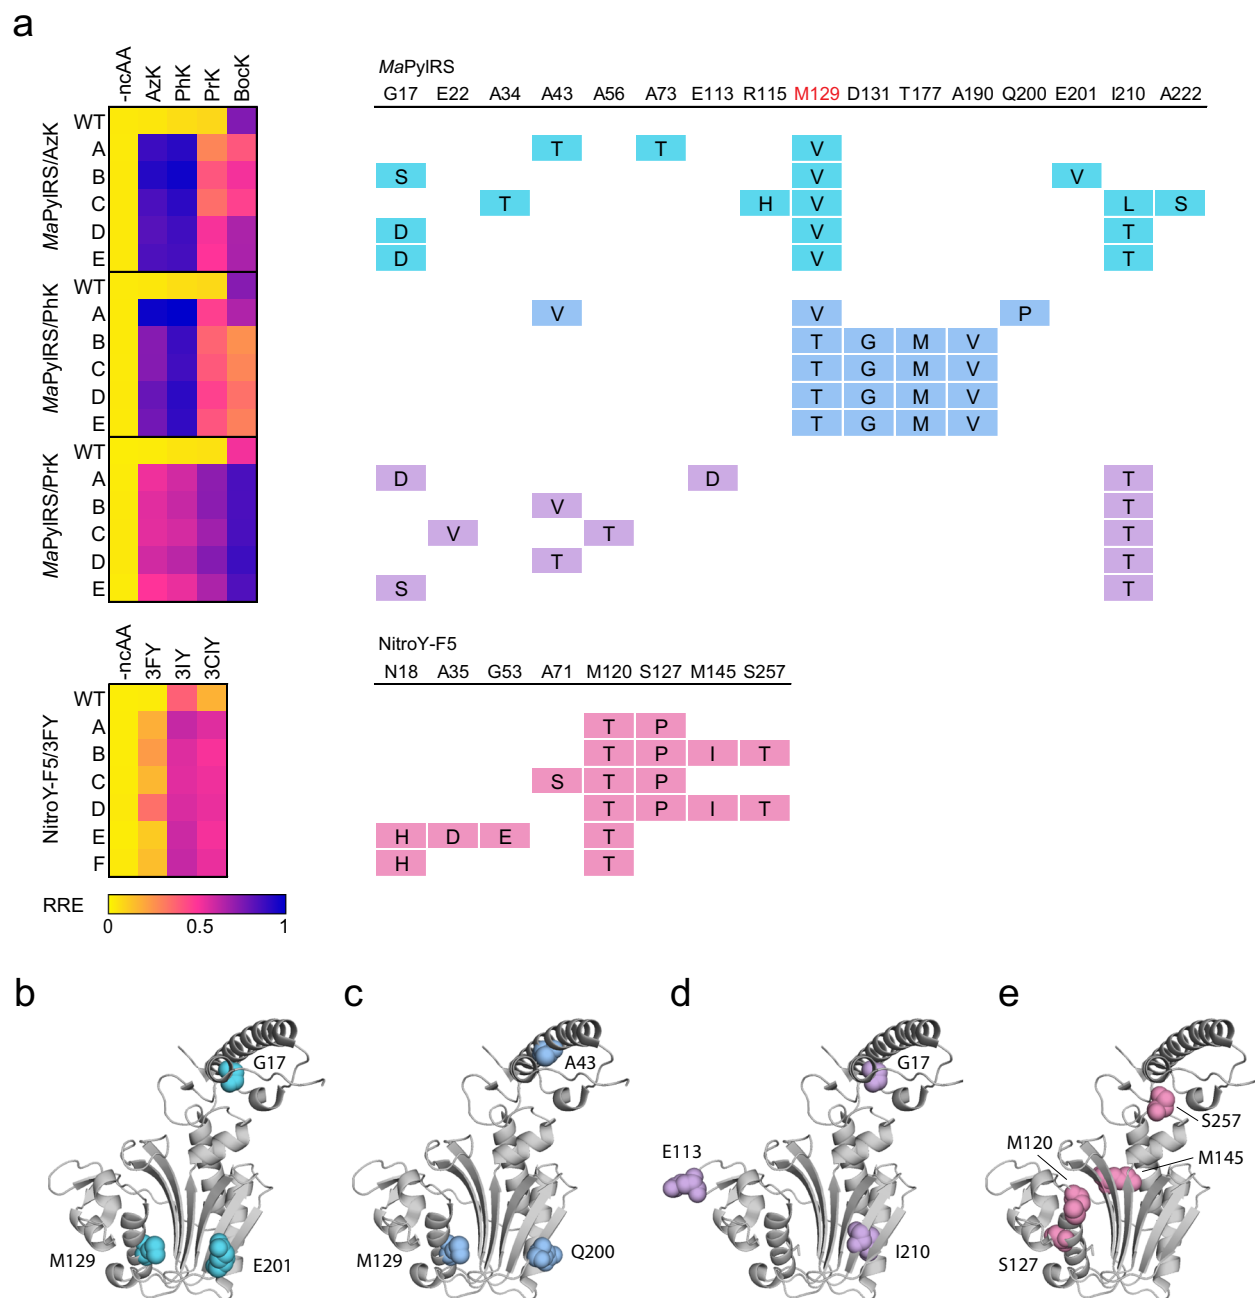 a
-ncAA AzK PhK PrK BocK
MaPylRS
G17 E22 A34 A43 A56 A73 E113 R115 M129 D131 T177 A190 Q200 E201 I210 A222
MaPylRS/AzK
WT
A T T V
B S V V
C T H V L S
D D V T
E D V T
MaPylRS/PhK
WT
A V V P
B T G M V
C T G M V
D T G M V
E T G M V
MaPylRS/PrK
WT
A D D T
B V T
C V T T
D T T
E S T
-ncAA 3FY 3IY 3ClY
NitroY-F5
N18 A35 G53 A71 M120 S127 M145 S257
NitroY-F5/3FY
WT
A T P
B T P I T
C S T P
D T P I T
E H D E T
F H T
RRE
0 0.5 1
b
G17
M129
E201
c
A43
M129
Q200
d
G17
E113
I210
e
S257
M120
M145
S127